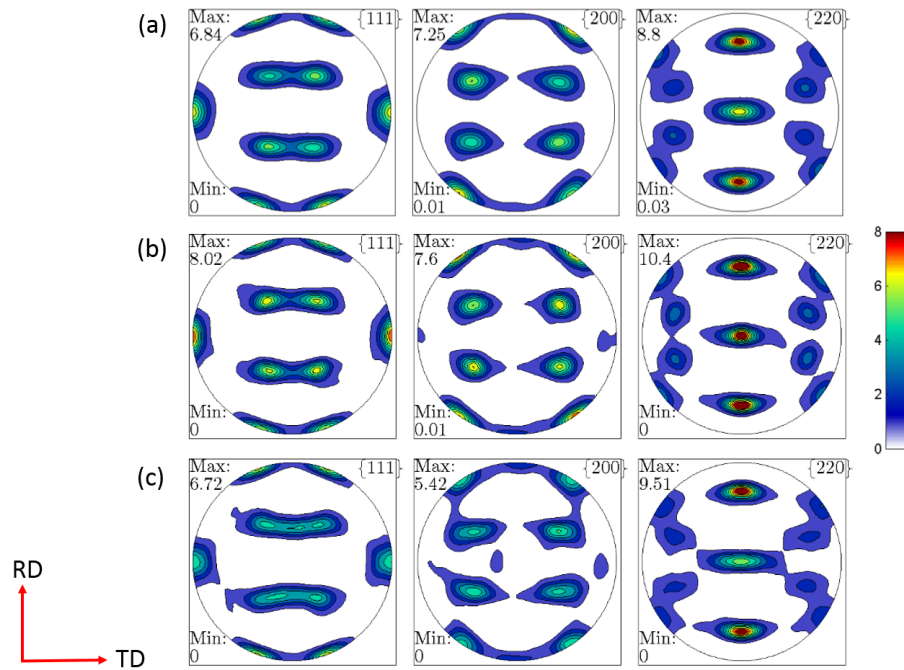 (a)
Max:
6.84
{111}
Min:
0
Max:
7.25
{200}
Min:
0.01
Max:
8.8
{220}
Min:
0.03
(b)
Max:
8.02
{111}
Min:
0
Max:
7.6
{200}
Min:
0.01
Max:
10.4
{220}
Min:
0
8
6
4
2
0
(c)
Max:
6.72
{111}
Min:
0
Max:
5.42
{200}
Min:
0
Max:
9.51
{220}
Min:
0
RD
TD